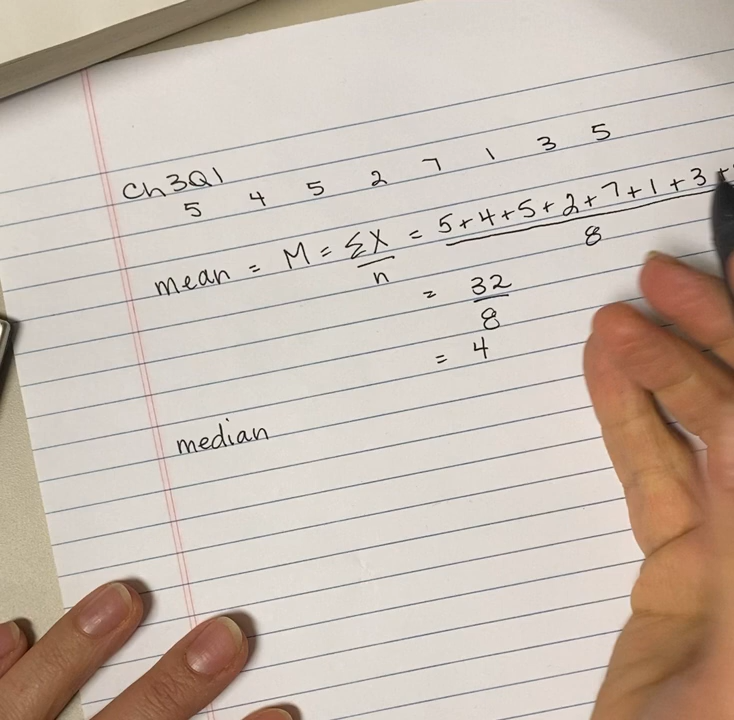 Ch3Q1
5 4 5 2 7 1 3 5
mean = M = ΣX/n = 5+4+5+2+7+1+3+/8
= 32/8
= 4
median